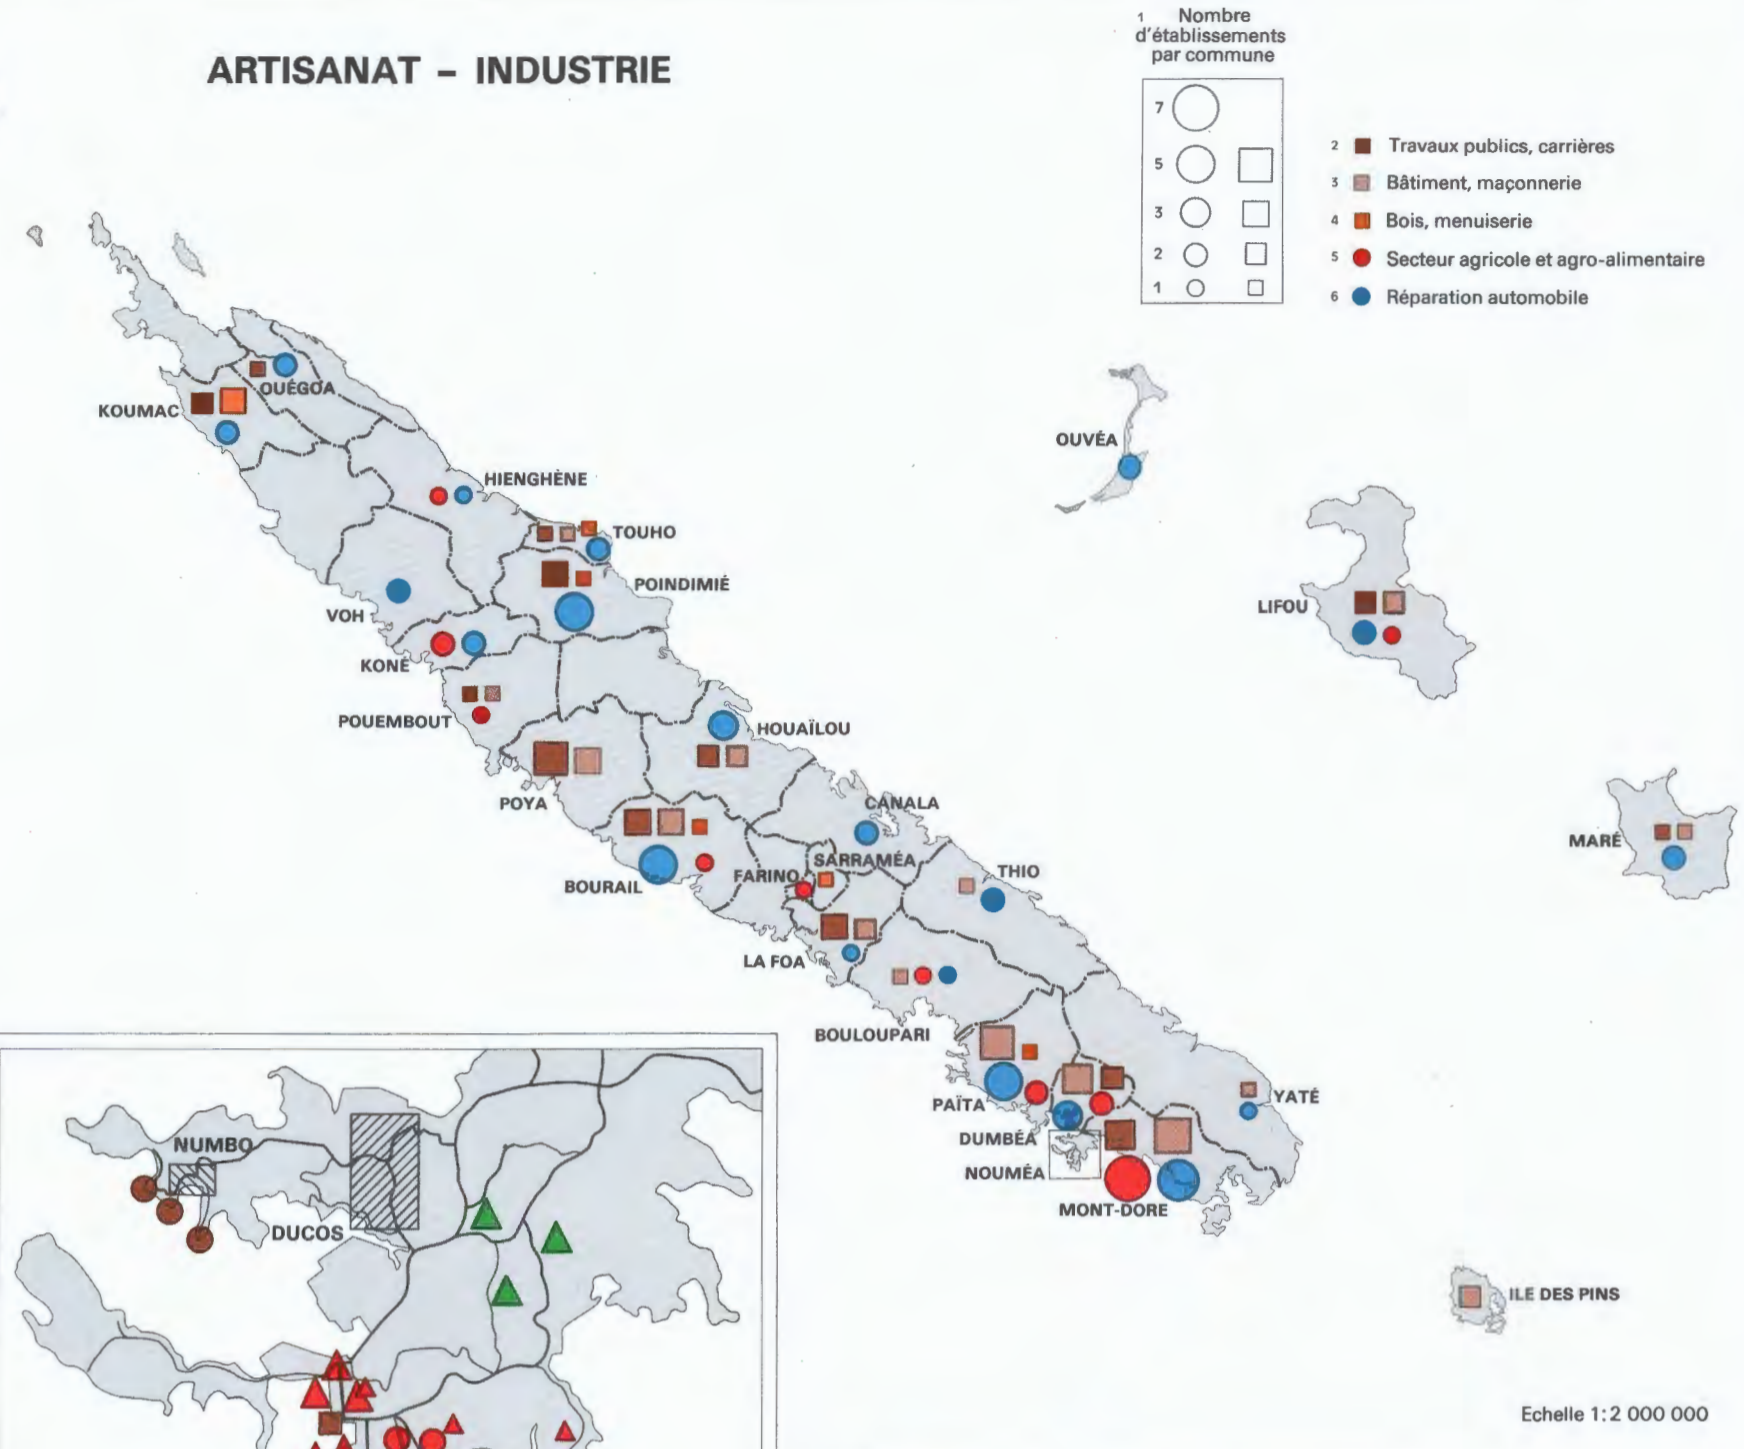 ARTISANAT – INDUSTRIE
1 Nombre
d'établissements
par commune
7
5
3
2
1
2 Travaux publics, carrières
3 Bâtiment, maçonnerie
4 Bois, menuiserie
5 Secteur agricole et agro-alimentaire
6 Réparation automobile
OUÉGOA
KOUMAC
OUVÉA
HIENGHÈNE
TOUHO
POINDIMIÉ
LIFOU
VOH
KONÉ
POUEMBOUT
HOUAÏLOU
POYA
CANALA
MARÉ
SARRAMÉA
THIO
FARINO
BOURAIL
LA FOA
BOULOUPARI
YATÉ
PAÏTA
DUMBÉA
NUMBO
NOUMÉA
MONT-DORE
DUCOS
ILE DES PINS
Echelle 1:2 000 000